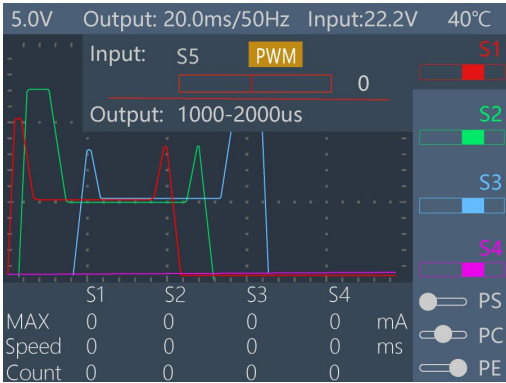 5.0V Output: 20.0ms/50Hz Input:22.2V 40℃
Input: S5 PWM
0
Output: 1000-2000us
S1
S2
S3
S4
S1 S2 S3 S4
MAX 0 0 0 0 mA
Speed 0 0 0 0 ms
Count 0 0 0 0
PS
PC
PE